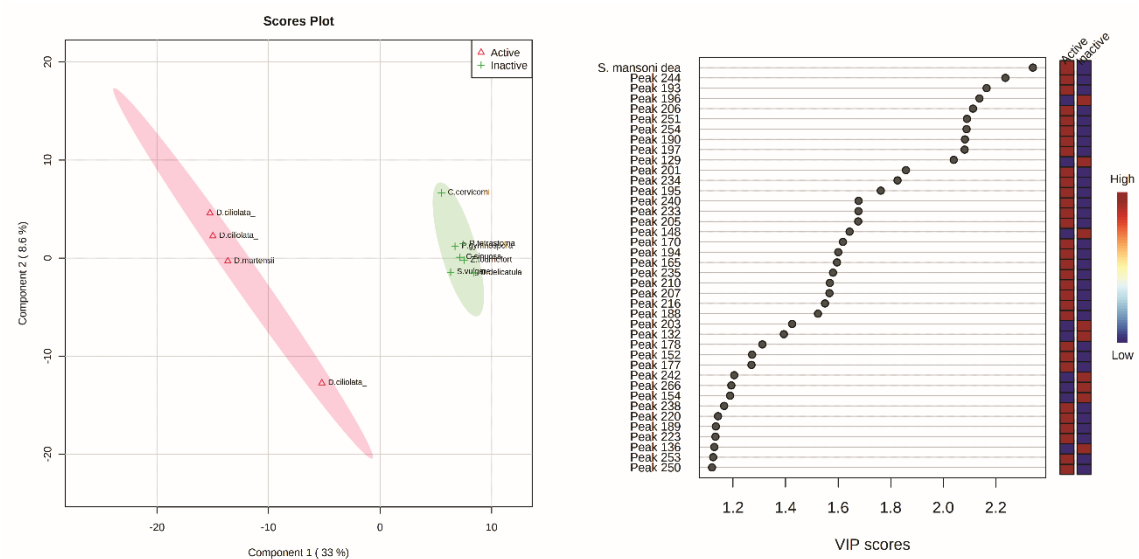 Scores Plot
Active
Inactive
20
10
0
-10
-20
-20
-10
0
10
Component 2 ( 8.6 %)
Component 1 ( 33 %)
C.cervicorni
D.ciliolata_
D.ciliolata_
D.martensii
D.ciliolata_
S. mansoni dea
Peak 244
Peak 193
Peak 196
Peak 206
Peak 251
Peak 254
Peak 190
Peak 197
Peak 129
Peak 201
Peak 234
Peak 195
Peak 240
Peak 233
Peak 205
Peak 148
Peak 170
Peak 194
Peak 165
Peak 235
Peak 210
Peak 207
Peak 216
Peak 188
Peak 203
Peak 132
Peak 178
Peak 152
Peak 177
Peak 242
Peak 266
Peak 154
Peak 238
Peak 220
Peak 189
Peak 223
Peak 136
Peak 253
Peak 250
1.2
1.4
1.6
1.8
2.0
2.2
VIP scores
Active
Inactive
High
Low